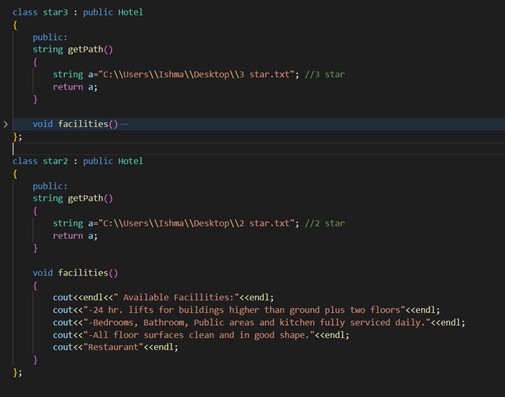 class star3 : public Hotel
{
public:
string getPath()
{
string a="C:\\Users\\Ishma\\Desktop\\3 star.txt"; //3 star
return a;
}
void facilities() ...
};
class star2 : public Hotel
{
public:
string getPath()
{
string a="C:\\Users\\Ishma\\Desktop\\2 star.txt"; //2 star
return a;
}
void facilities()
{
cout<<endl<<" Available Facillities:"<<endl;
cout<<"-24 hr. lifts for buildings higher than ground plus two floors"<<endl;
cout<<"-Bedrooms, Bathroom, Public areas and kitchen fully serviced daily."<<endl;
cout<<"-All floor surfaces clean and in good shape."<<endl;
cout<<"Restaurant"<<endl;
}
};